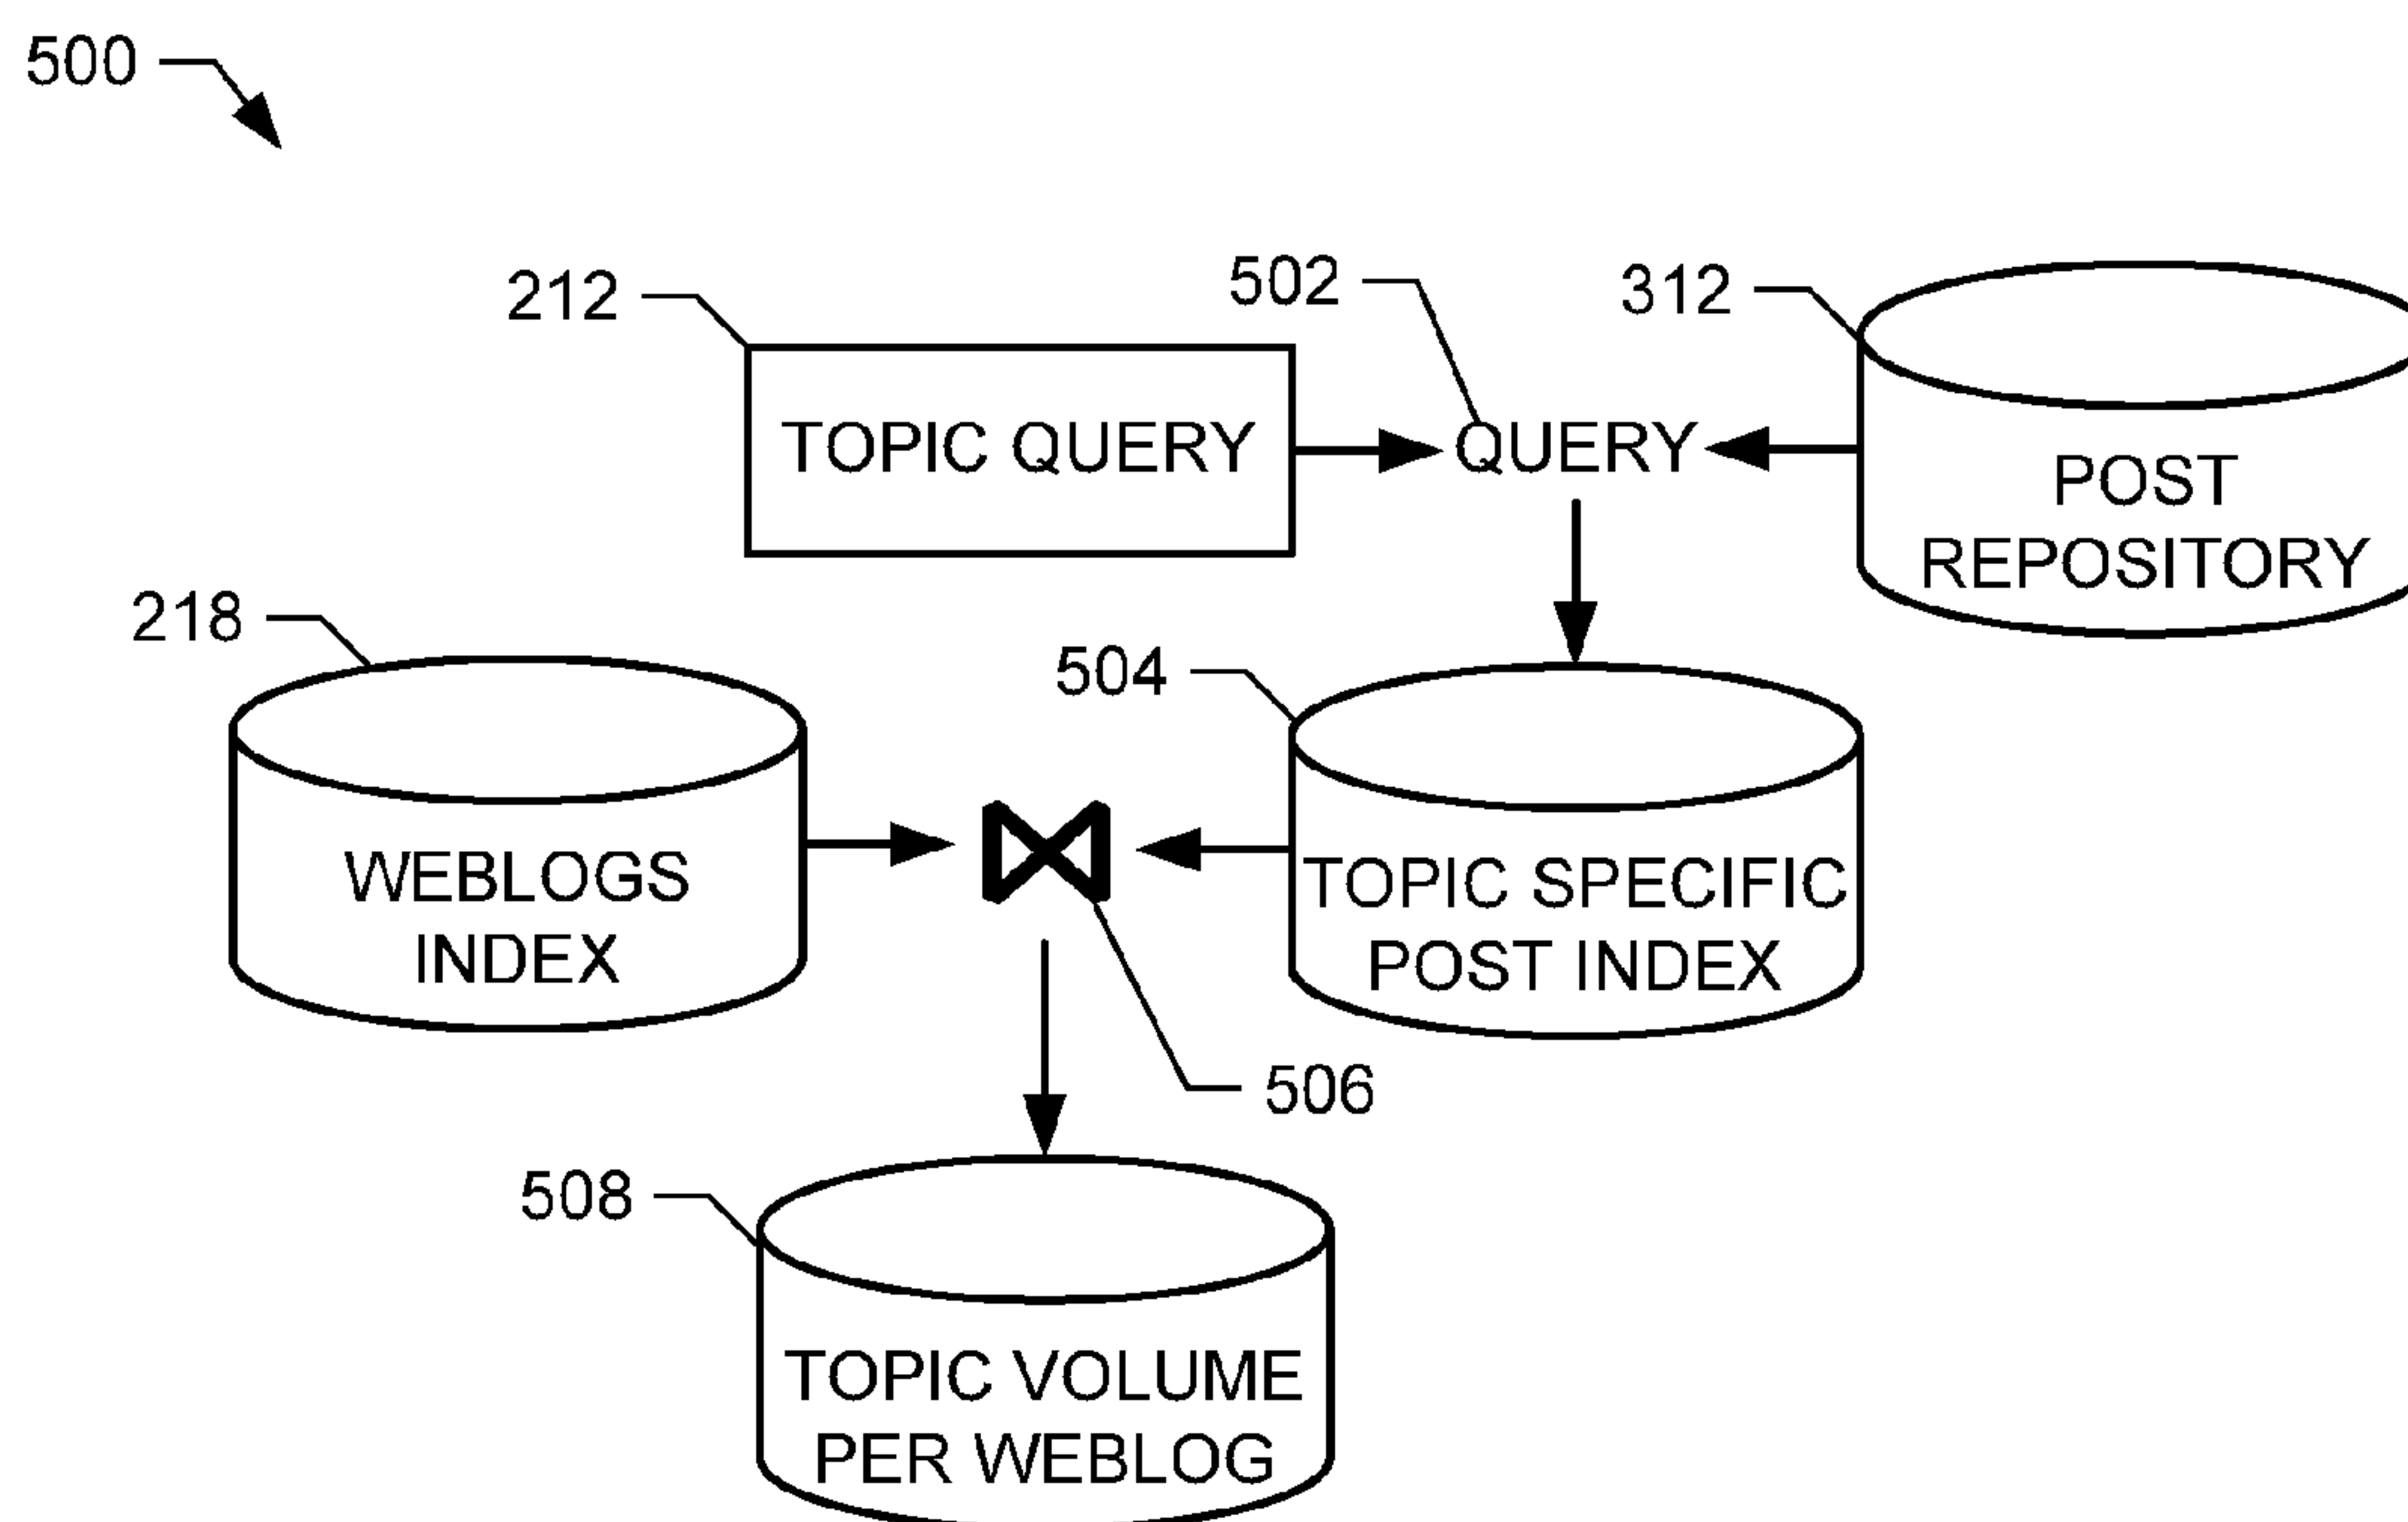 500
502
312
212
TOPIC QUERY
QUERY
POST
REPOSITORY
218
504
WEBLOGS
INDEX
TOPIC SPECIFIC
POST INDEX
506
508
TOPIC VOLUME
PER WEBLOG